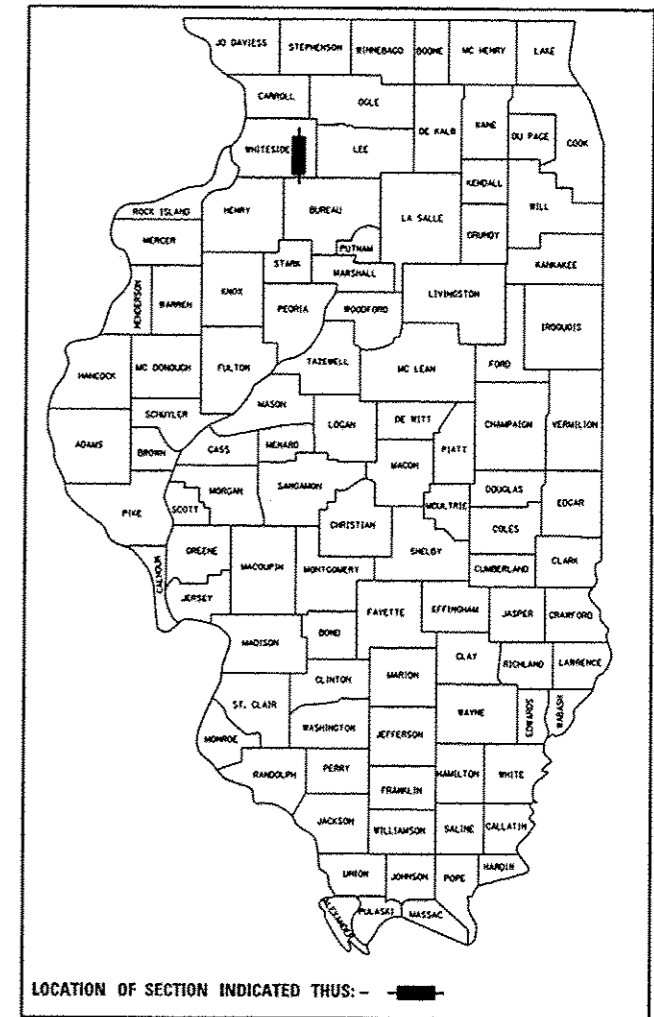 JO DAVIESS STEPHENSON WINNEBAGO BOONE MC HENRY LAKE
CARROLL OGLE
DE KALB KANE DU PAGE COOK
WHITESIDE LEE
KENDALL
WILL
ROCK ISLAND HENRY BUREAU LA SALLE
GRUNDY
MERCER PUTNAM
KANKAKEE
STARK MARSHALL
HENDERSON WARREN KNOX PEORIA WOODFORD LIVINGSTON
IROQUOIS
HANCOCK MC DONOUGH FULTON TAZEWELL MC LEAN FORD
MASON
SCHUYLER LOGAN DE WITT CHAMPAIGN VERMILION
ADAMS BROWN CASS MENARD PIATT
MACON
MORGAN SANGAMON DOUGLAS
PIKE SCOTT CHRISTIAN MOULTRIE EDGAR
COLES
GREENE SHELBY
CALHOUN MACOUPIN MONTGOMERY CUMBERLAND CLARK
JERSEY
FAYETTE EFFINGHAM JASPER CRAWFORD
MADISON BOND
CLAY RICHLAND LAWRENCE
CLINTON MARION
ST. CLAIR WAYNE EDWARDS WABASH
WASHINGTON JEFFERSON
MONROE
RANDOLPH PERRY HAMILTON WHITE
FRANKLIN
JACKSON WILLIAMSON SALINE GALLATIN
UNION JOHNSON POPE HARDIN
ALEXANDER PULASKI MASSAC
LOCATION OF SECTION INDICATED THUS: -